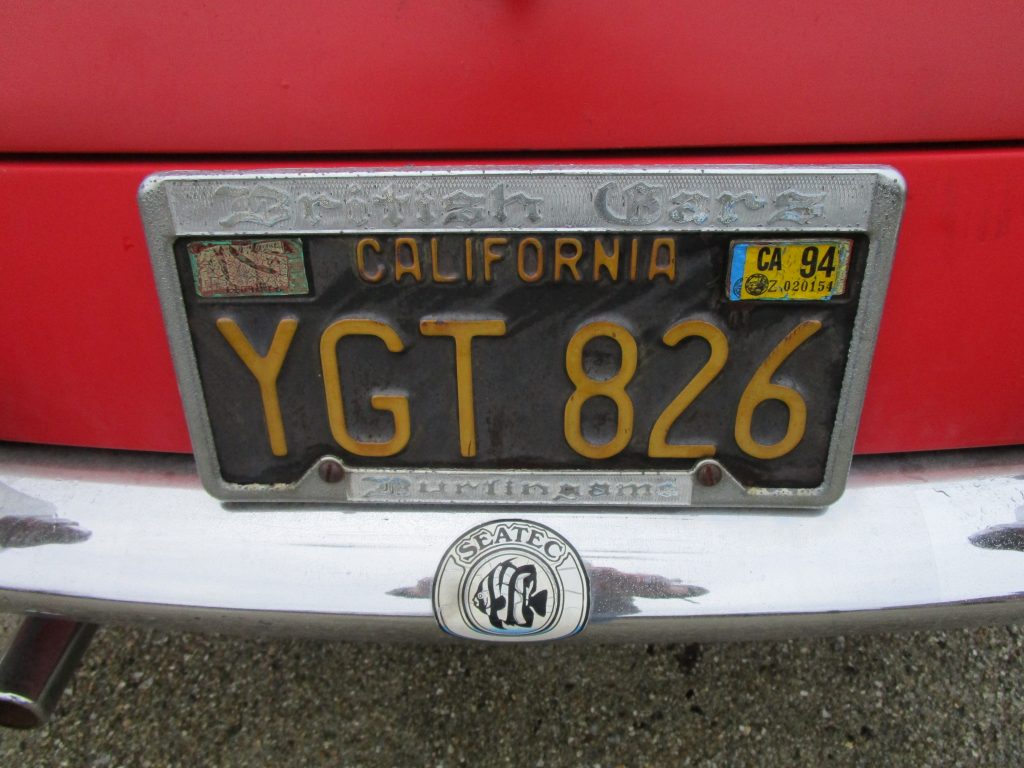 British Cars
CALIFORNIA
CA 94
Z 020154
YGT 826
Burlingame
SEATEC